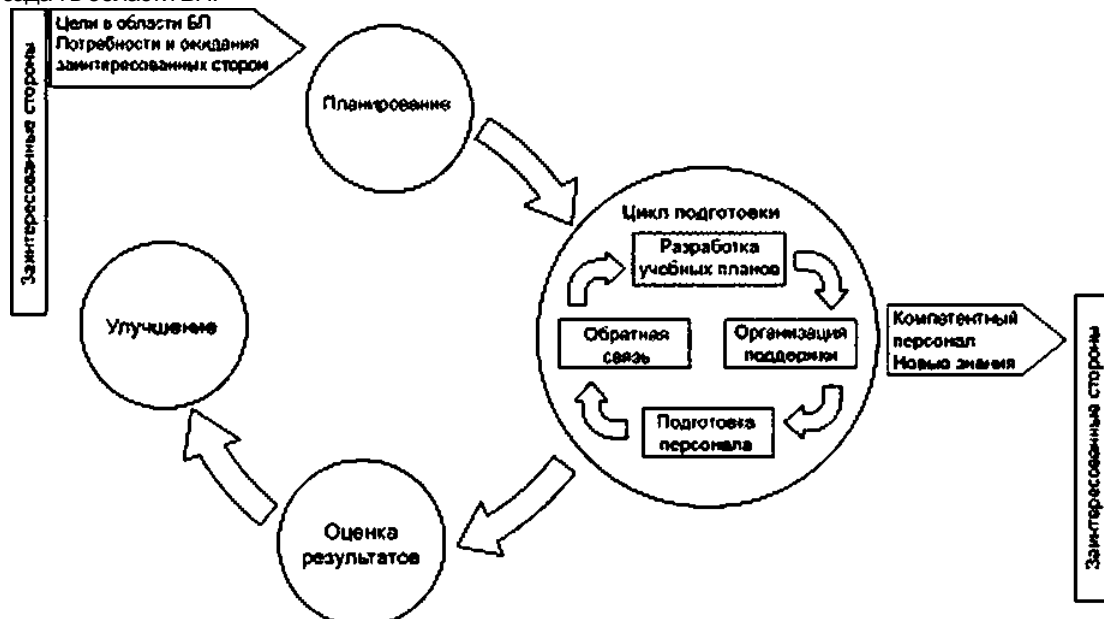 Цели в области БП
Потребности и ожидания
заинтересованных сторон
Заинтересованные стороны
Планирование
Цикл подготовки
Разработка
учебных планов
Обратная
связь
Организация
поддержки
Подготовка
персонала
Компетентный
персонал
Новые знания
Заинтересованные стороны
Улучшение
Оценка
результатов